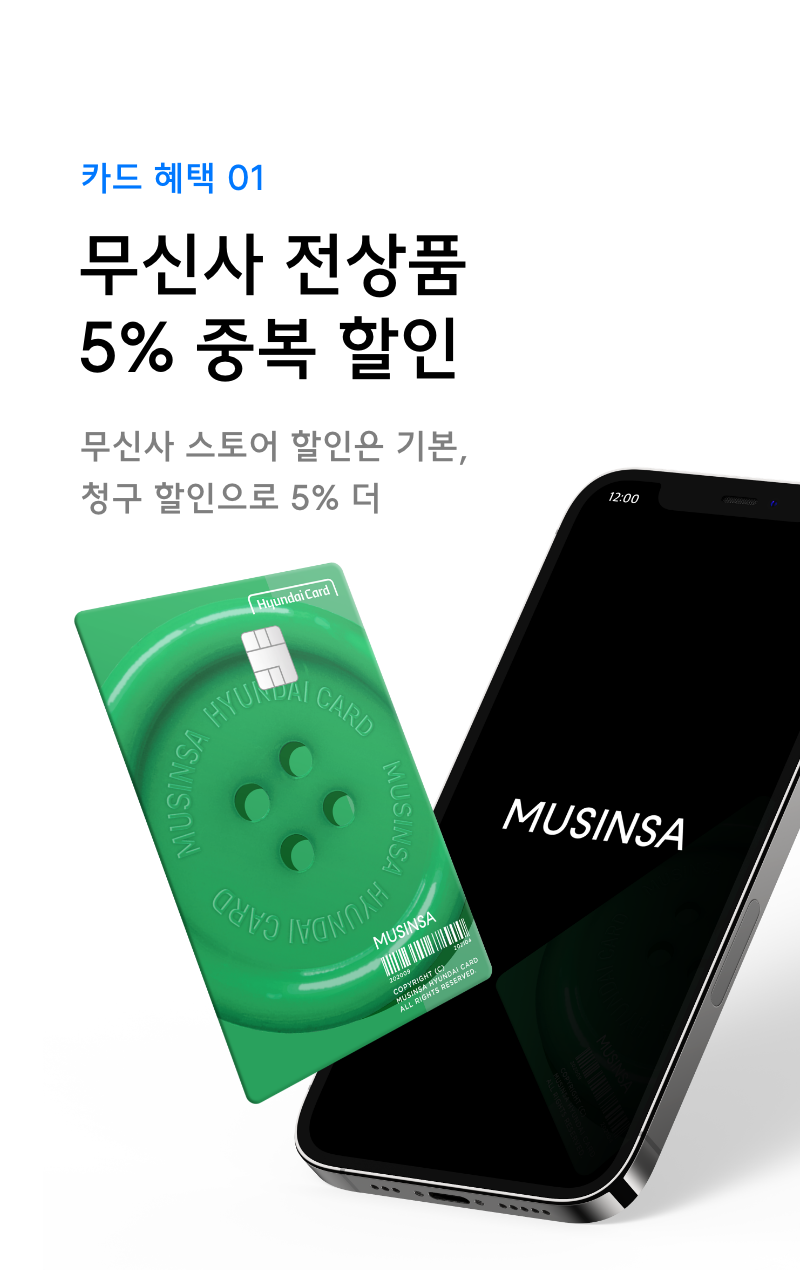 카드 혜택 01
무신사 전상품
5% 중복 할인
무신사 스토어 할인은 기본,
청구 할인으로 5% 더
12:00
Hyundai Card
MUSINSA HYUNDAI CARD
MUSINSA HYUNDAI CARD
MUSINSA
202009 202004
COPYRIGHT (C)
MUSINSA HYUNDAI CARD
ALL RIGHTS RESERVED.
MUSINSA